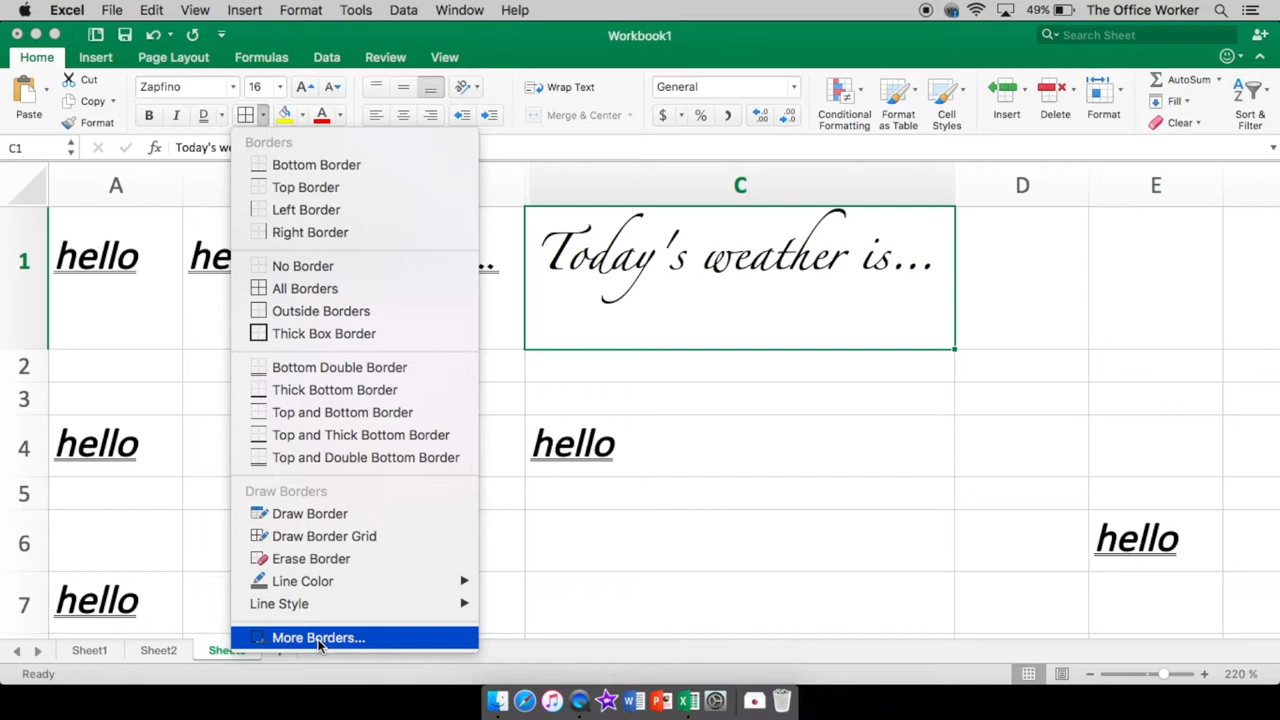 Excel File Edit View Insert Format Tools Data Window Help 49% The Office Worker
Workbook1 Search Sheet
Home Insert Page Layout Formulas Data Review View
Paste Cut Copy Format
Zapfino 16 A A
B I D A
Wrap Text
Merge & Center
General
$ % .0 .00 .00 .0
Conditional Formatting
Format as Table
Cell Styles
Insert Delete Format
AutoSum
Fill
Clear
Sort & Filter
C1 fx Today's we
A C D E
1 hello he .. Today's weather is...
2
3
4 hello hello
5
6 hello
7 hello
Borders
Bottom Border
Top Border
Left Border
Right Border
No Border
All Borders
Outside Borders
Thick Box Border
Bottom Double Border
Thick Bottom Border
Top and Bottom Border
Top and Thick Bottom Border
Top and Double Bottom Border
Draw Borders
Draw Border
Draw Border Grid
Erase Border
Line Color
Line Style
More Borders...
Sheet1 Sheet2
Ready 220 %